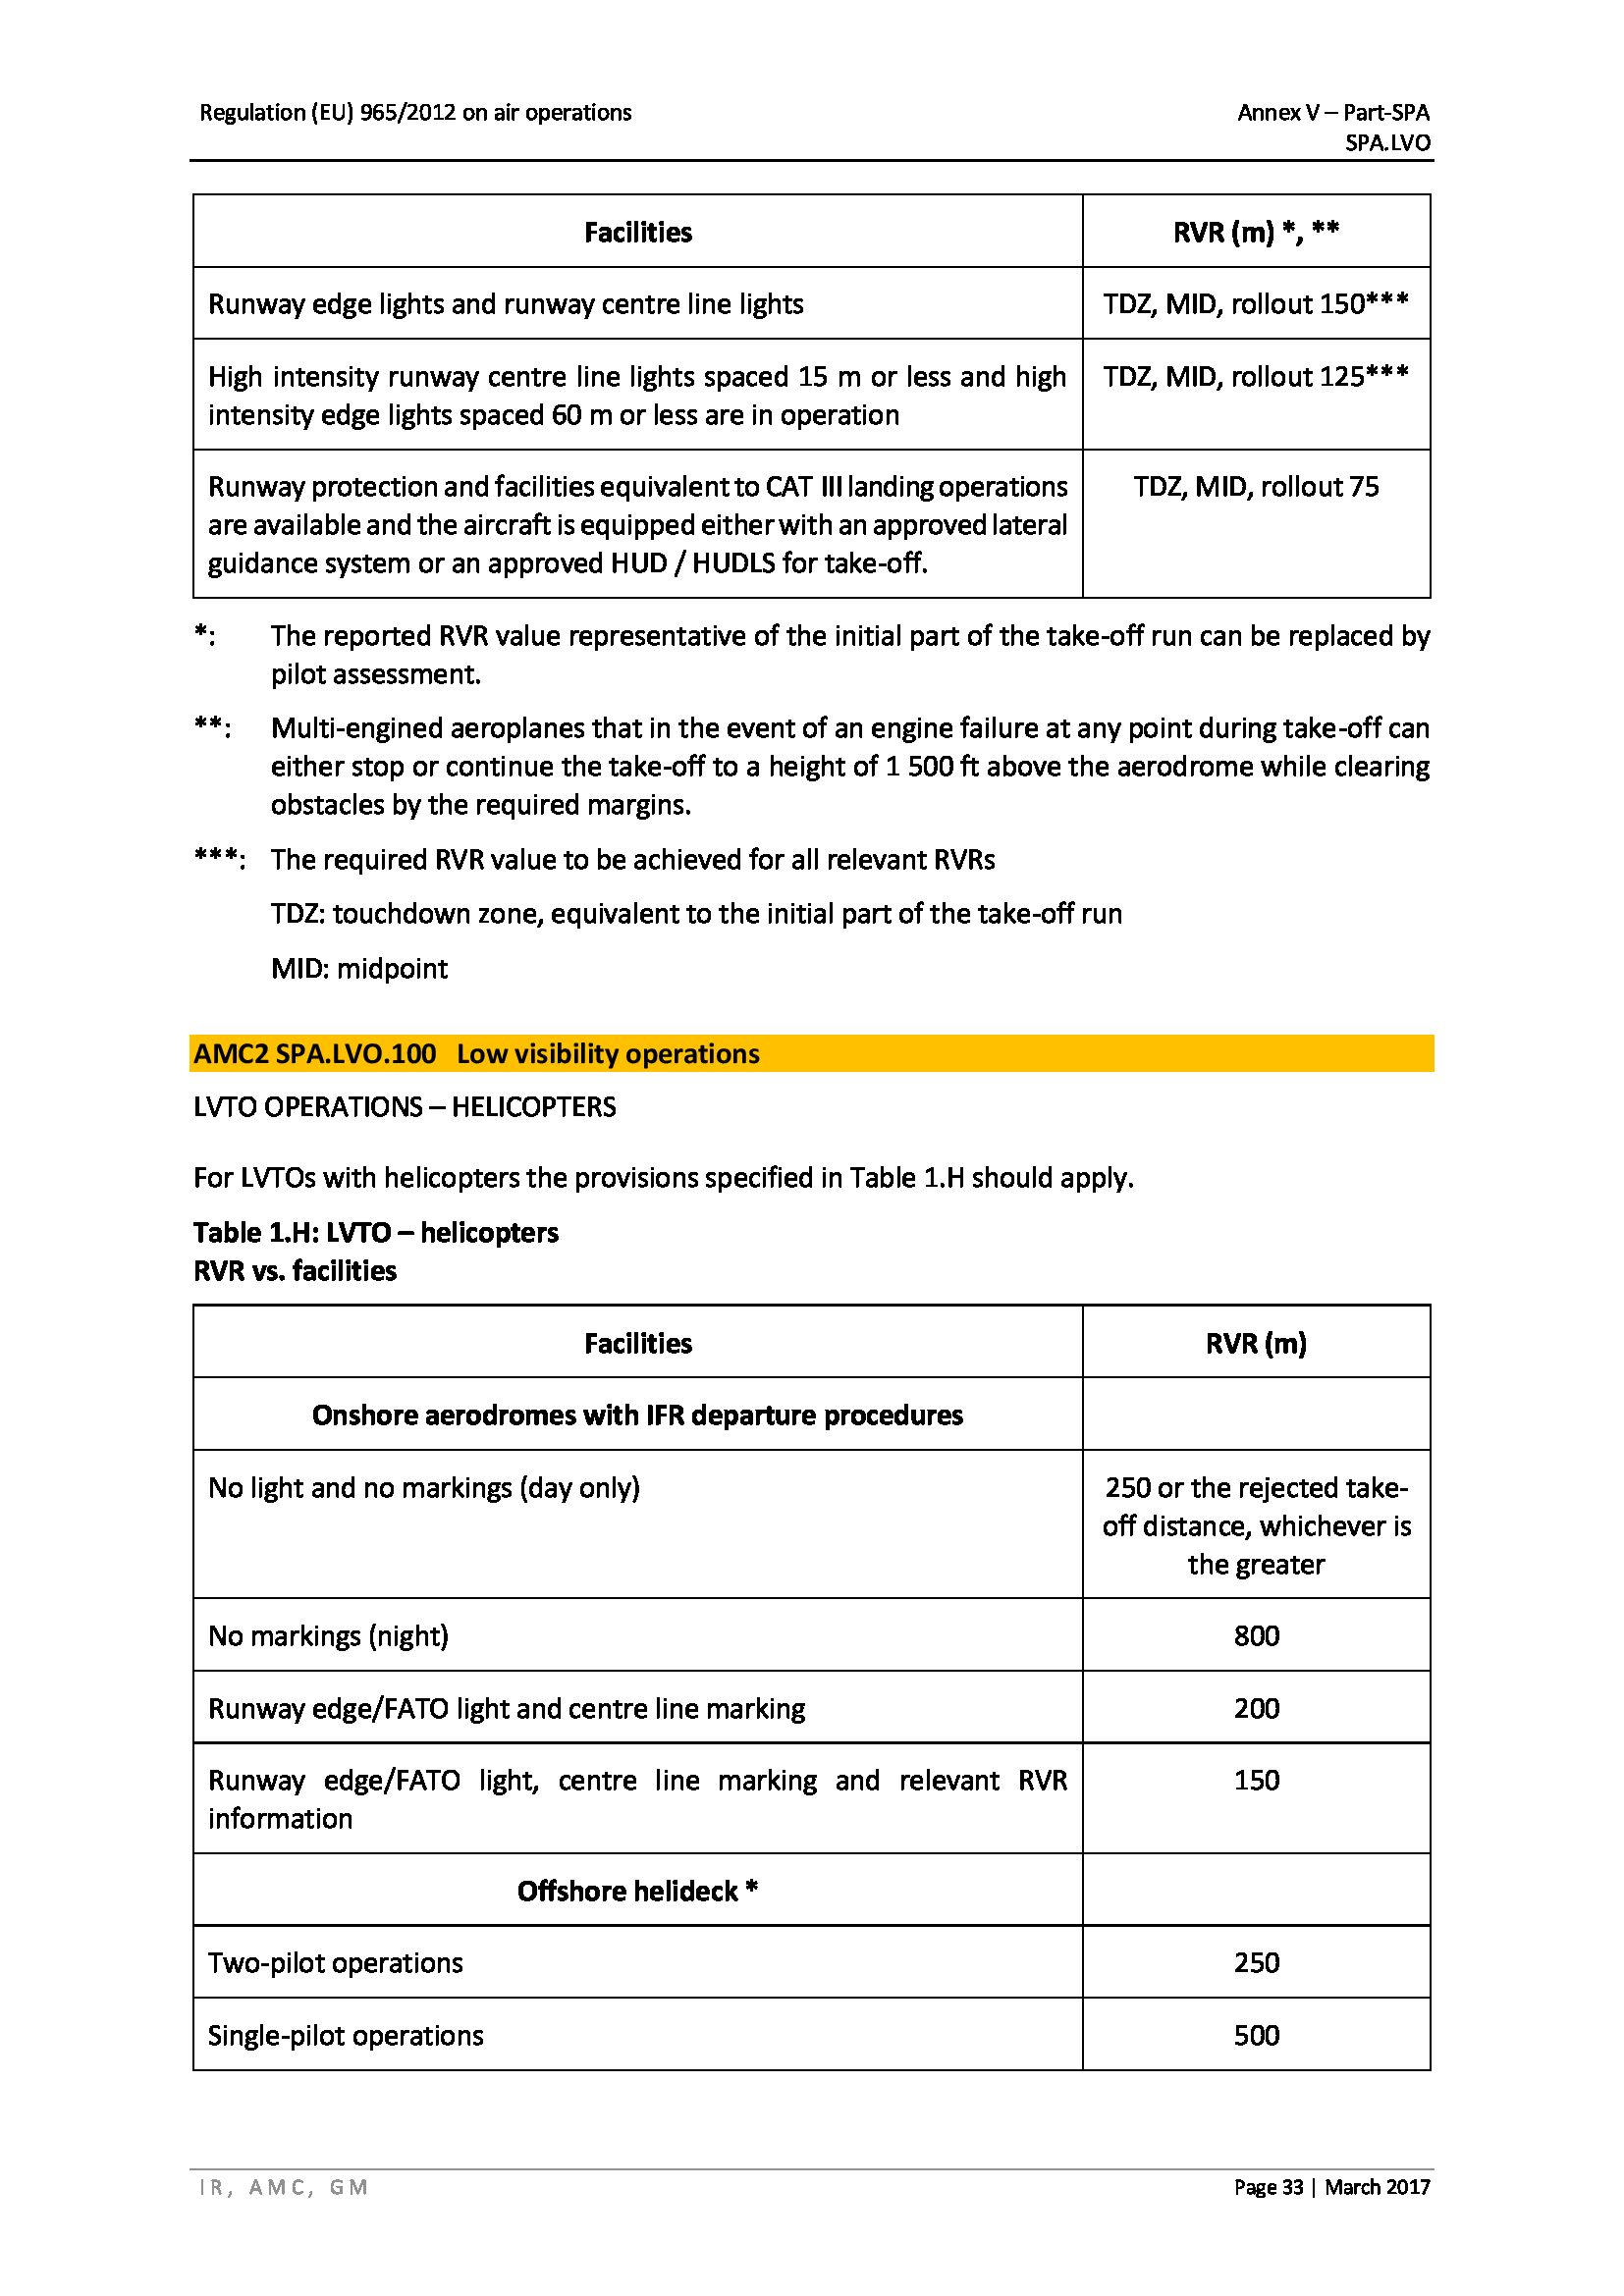 Regulation (EU) 965/2012 on air operations
Annex V – Part-SPA
SPA.LVO
Facilities
RVR (m) *, **
Runway edge lights and runway centre line lights
TDZ, MID, rollout 150***
High intensity runway centre line lights spaced 15 m or less and high
intensity edge lights spaced 60 m or less are in operation
TDZ, MID, rollout 125***
Runway protection and facilities equivalent to CAT III landing operations
are available and the aircraft is equipped either with an approved lateral
guidance system or an approved HUD / HUDLS for take-off.
TDZ, MID, rollout 75
*: The reported RVR value representative of the initial part of the take-off run can be replaced by
pilot assessment.
**: Multi-engined aeroplanes that in the event of an engine failure at any point during take-off can
either stop or continue the take-off to a height of 1 500 ft above the aerodrome while clearing
obstacles by the required margins.
***: The required RVR value to be achieved for all relevant RVRs
TDZ: touchdown zone, equivalent to the initial part of the take-off run
MID: midpoint
AMC2 SPA.LVO.100 Low visibility operations
LVTO OPERATIONS – HELICOPTERS
For LVTOs with helicopters the provisions specified in Table 1.H should apply.
Table 1.H: LVTO – helicopters
RVR vs. facilities
Facilities
RVR (m)
Onshore aerodromes with IFR departure procedures
No light and no markings (day only)
250 or the rejected take-
off distance, whichever is
the greater
No markings (night)
800
Runway edge/FATO light and centre line marking
200
Runway edge/FATO light, centre line marking and relevant RVR
information
150
Offshore helideck *
Two-pilot operations
250
Single-pilot operations
500
IR, AMC, GM
Page 33 | March 2017